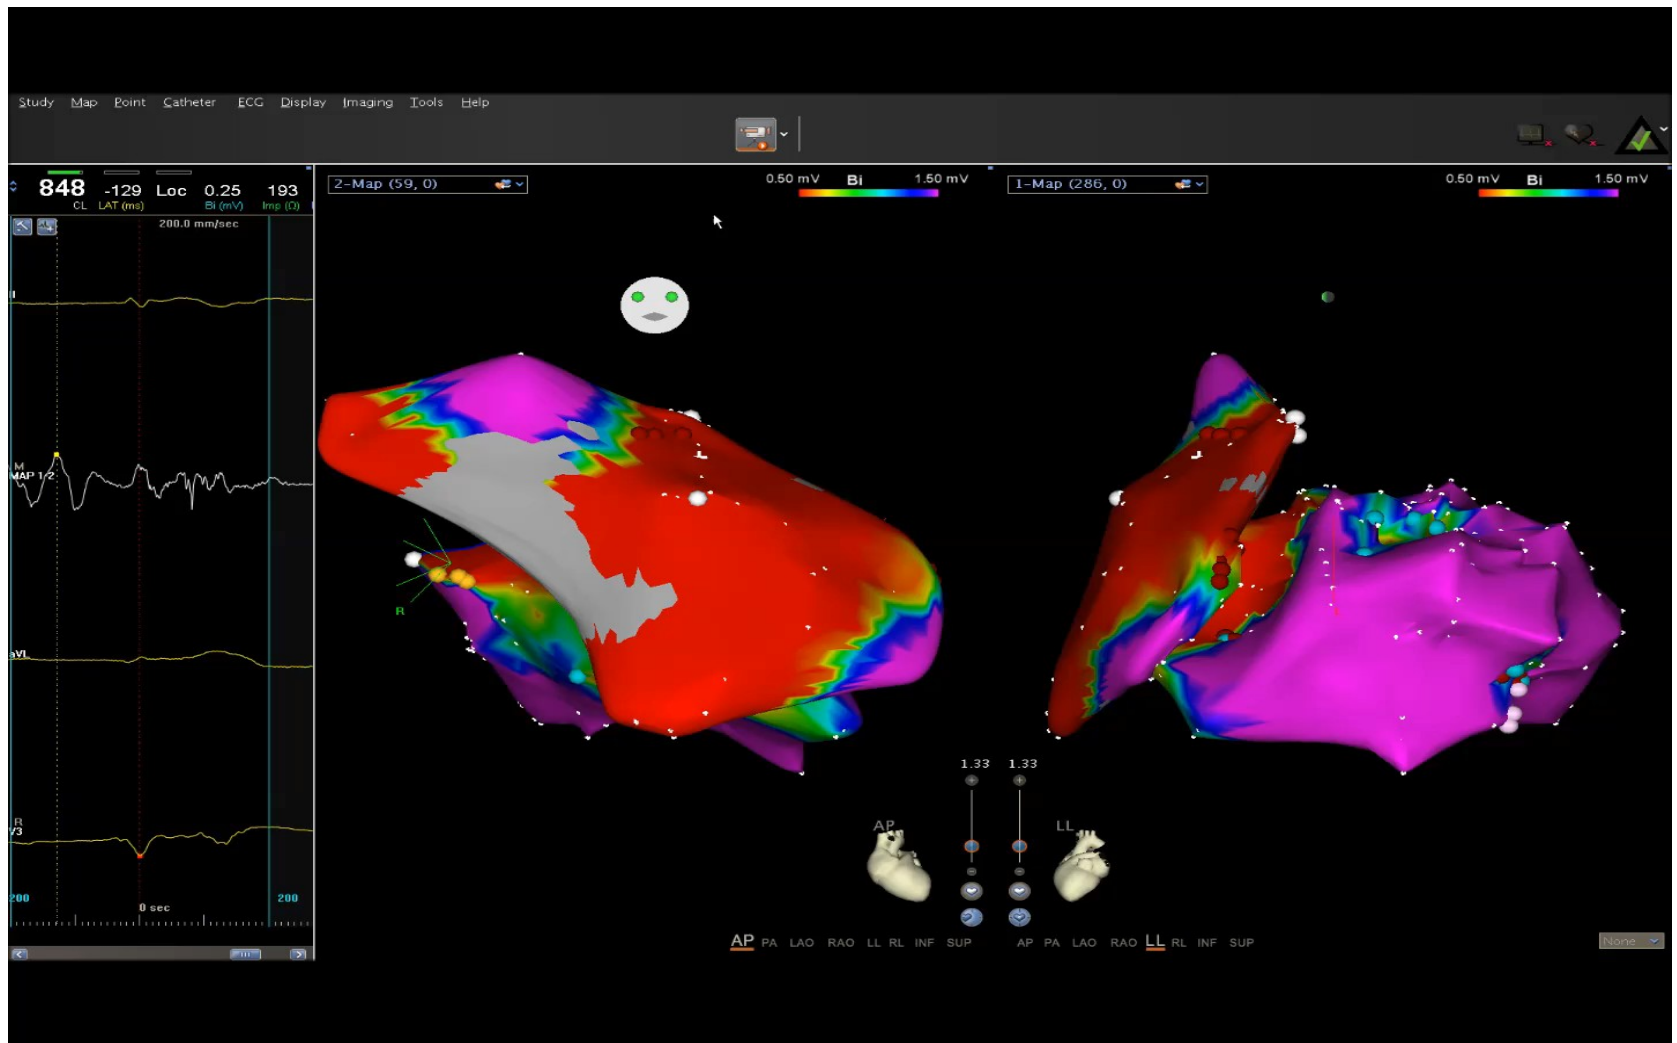 Study Map Point Catheter ECG Display Imaging Tools Help
848 -129 Loc 0.25 193
CL LAT (ms) Bi (mV) Imp (Ω)
200.0 mm/sec
II
M
MAP 1-2
aVL
R
V3
200 0 sec 200
2-Map (59, 0)
0.50 mV Bi 1.50 mV
R
1-Map (286, 0)
0.50 mV Bi 1.50 mV
1.33 1.33
AP LL
AP PA LAO RAO LL RL INF SUP
AP PA LAO RAO LL RL INF SUP
None